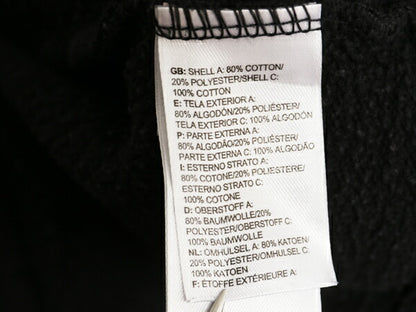 GB: SHELL A: 80% COTTON/
20% POLYESTER/SHELL C:
100% COTTON
E: TELA EXTERIOR A:
80% ALGODÓN/20% POLIÉSTER/
TELA EXTERIOR C: 100% ALGODÓN
P: PARTE EXTERNA A:
80% ALGODÃO/20% POLIÉSTER/
PARTE EXTERNA C: 100% ALGODÃO
I: ESTERNO STRATO A:
80% COTONE/20% POLIESTERE/
ESTERNO STRATO C:
100% COTONE
D: OBERSTOFF A:
80% BAUMWOLLE/20%
POLYESTER/OBERSTOFF C:
100% BAUMWOLLE
NL: OMHULSEL A: 80% KATOEN/
20% POLYESTER/OMHULSEL C:
100% KATOEN
F: ÉTOFFE EXTÉRIEURE A: